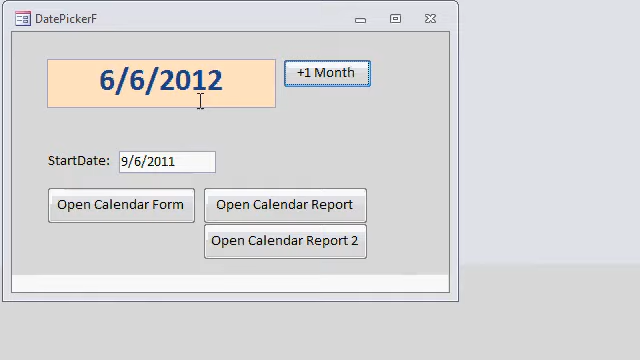 DatePickerF
6/6/2012
+1 Month
StartDate: 9/6/2011
Open Calendar Form
Open Calendar Report
Open Calendar Report 2